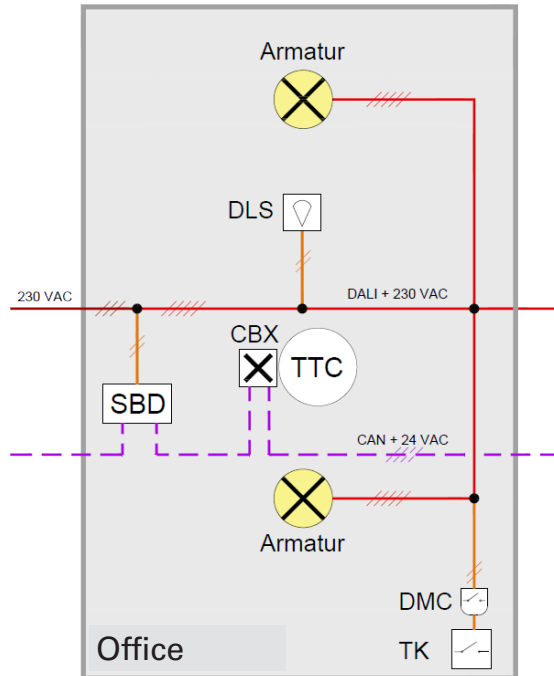 Armatur
DLS
230 VAC
DALI + 230 VAC
CBX
TTC
SBD
CAN + 24 VAC
Armatur
DMC
Office
TK